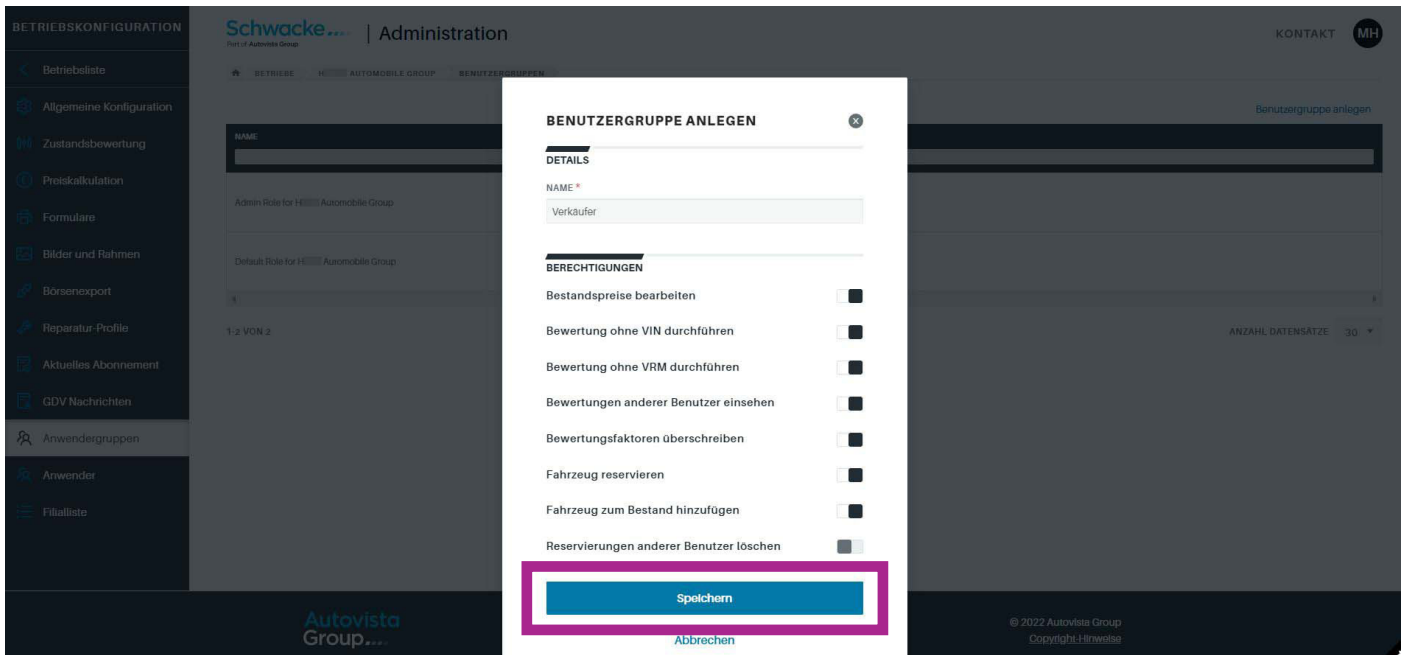 BETRIEBSKONFIGURATION
Betriebsliste
Allgemeine Konfiguration
Zustandsbewertung
Preiskalkulation
Formulare
Bilder und Rahmen
Börsenexport
Reparatur-Profile
Aktuelles Abonnement
GDV Nachrichten
Anwendergruppen
Anwender
Filialliste
Schwacke.... | Administration
Part of Autovista Group
KONTAKT MH
BETRIEBE H AUTOMOBILE GROUP BENUTZERGRUPPEN
Benutzergruppe anlegen
NAME
Admin Role for H Automobile Group
Default Role for H Automobile Group
1-2 VON 2
ANZAHL DATENSÄTZE 30
BENUTZERGRUPPE ANLEGEN
DETAILS
NAME *
Verkäufer
BERECHTIGUNGEN
Bestandspreise bearbeiten
Bewertung ohne VIN durchführen
Bewertung ohne VRM durchführen
Bewertungen anderer Benutzer einsehen
Bewertungsfaktoren überschreiben
Fahrzeug reservieren
Fahrzeug zum Bestand hinzufügen
Reservierungen anderer Benutzer löschen
Speichern
Abbrechen
Autovista
Group....
© 2022 Autovista Group
Copyright-Hinweise